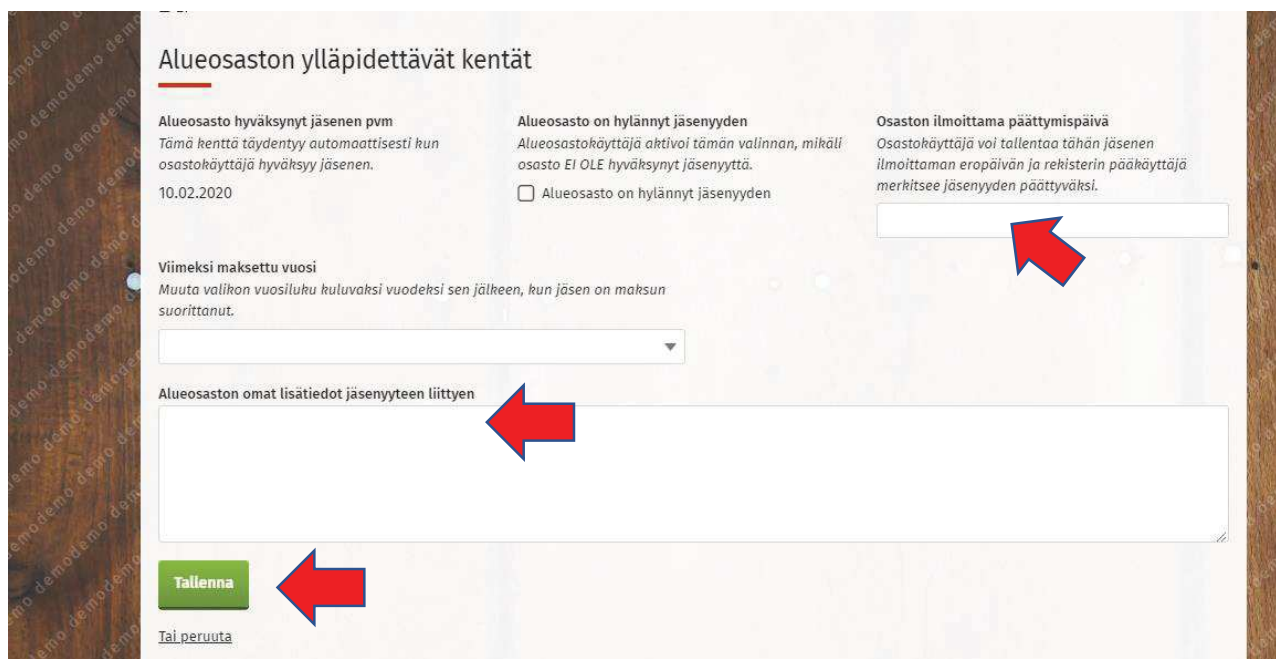 Alueosaston ylläpidettävät kentät
Alueosasto hyväksynyt jäsenen pvm
Tämä kenttä täydentyy automaattisesti kun
osastokäyttäjä hyväksyy jäsenen.
10.02.2020
Alueosasto on hylännyt jäsenyyden
Alueosastokäyttäjä aktivoi tämän valinnan, mikäli
osasto EI OLE hyväksynyt jäsenyyttä.
Alueosasto on hylännyt jäsenyyden
Osaston ilmoittama päättymispäivä
Osastokäyttäjä voi tallentaa tähän jäsenen
ilmoittaman eropäivän ja rekisterin pääkäyttäjä
merkitsee jäsenyyden päättyväksi.
Viimeksi maksettu vuosi
Muuta valikon vuosiluku kuluvaksi vuodeksi sen jälkeen, kun jäsen on maksun
suorittanut.
Alueosaston omat lisätiedot jäsenyyteen liittyen
Tallenna
Tai peruuta